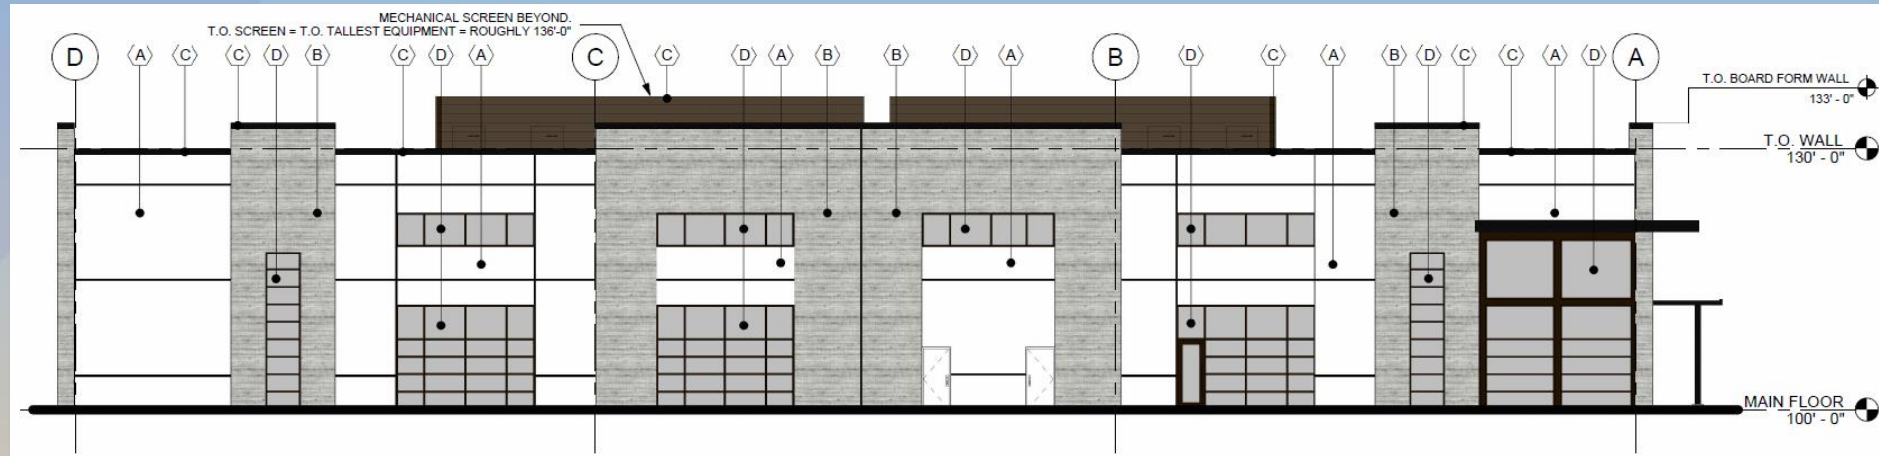 MECHANICAL SCREEN BEYOND.
T.O. SCREEN = T.O. TALLEST EQUIPMENT = ROUGHLY 136'-0"
D A C C D B C D A C C D A B B D A B D C A B D C C A D A
T.O. BOARD FORM WALL
133' - 0"
T.O. WALL
130' - 0"
MAIN FLOOR
100' - 0"